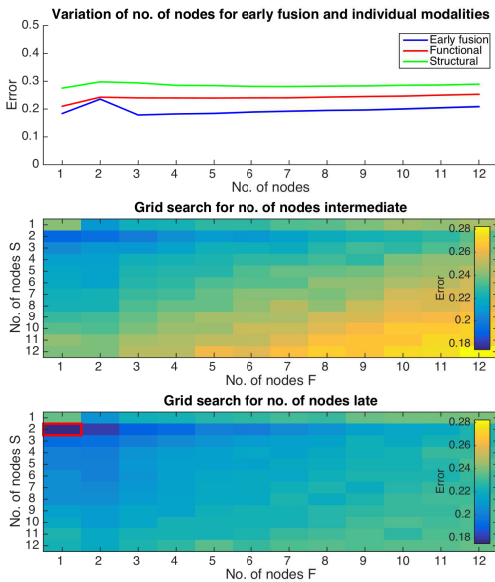 Variation of no. of nodes for early fusion and individual modalities
0.5
0.4
0.3
0.2
0.1
0
Error
Early fusion
Functional
Structural
1 2 3 4 5 6 7 8 9 10 11 12
No. of nodes
Grid search for no. of nodes intermediate
No. of nodes S
1
2
3
4
5
6
7
8
9
10
11
12
Error
0.28
0.26
0.24
0.22
0.2
0.18
1 2 3 4 5 6 7 8 9 10 11 12
No. of nodes F
Grid search for no. of nodes late
No. of nodes S
1
2
3
4
5
6
7
8
9
10
11
12
Error
0.28
0.26
0.24
0.22
0.2
0.18
1 2 3 4 5 6 7 8 9 10 11 12
No. of nodes F